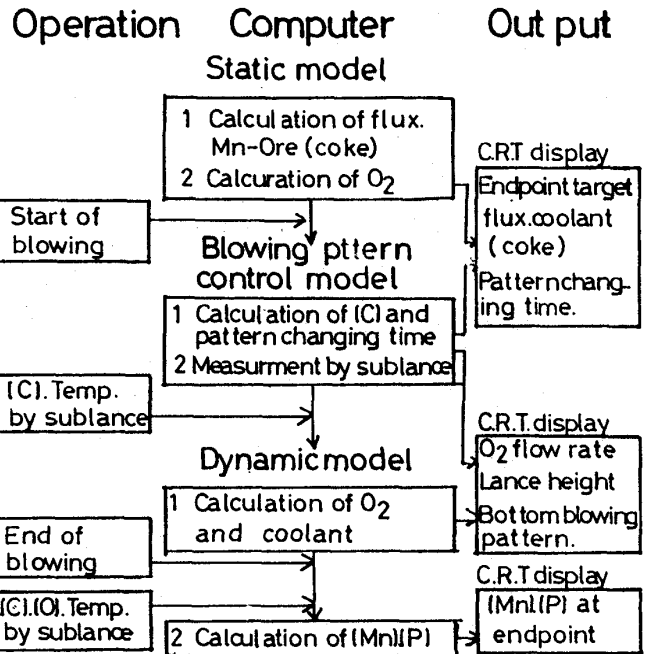 Operation Computer Out put
Static model
1 Calculation of flux.
Mn-Ore (coke)
2 Calcuration of O2
C.R.T display
Endpoint target
flux.coolant
(coke)
Patternchang-
ing time.
Start of
blowing
Blowing pttern
control model
1 Calculation of (C) and
pattern changing time
2 Measurment by sublance
(C).Temp.
by sublance
C.R.T. display
O2 flow rate
Lance height
Bottom blowing
pattern.
Dynamic model
1 Calculation of O2
and coolant
End of
blowing
C.R.T display
(Mn)(P) at
endpoint
(C).(O).Temp.
by sublance
2 Calculation of (Mn)(P)